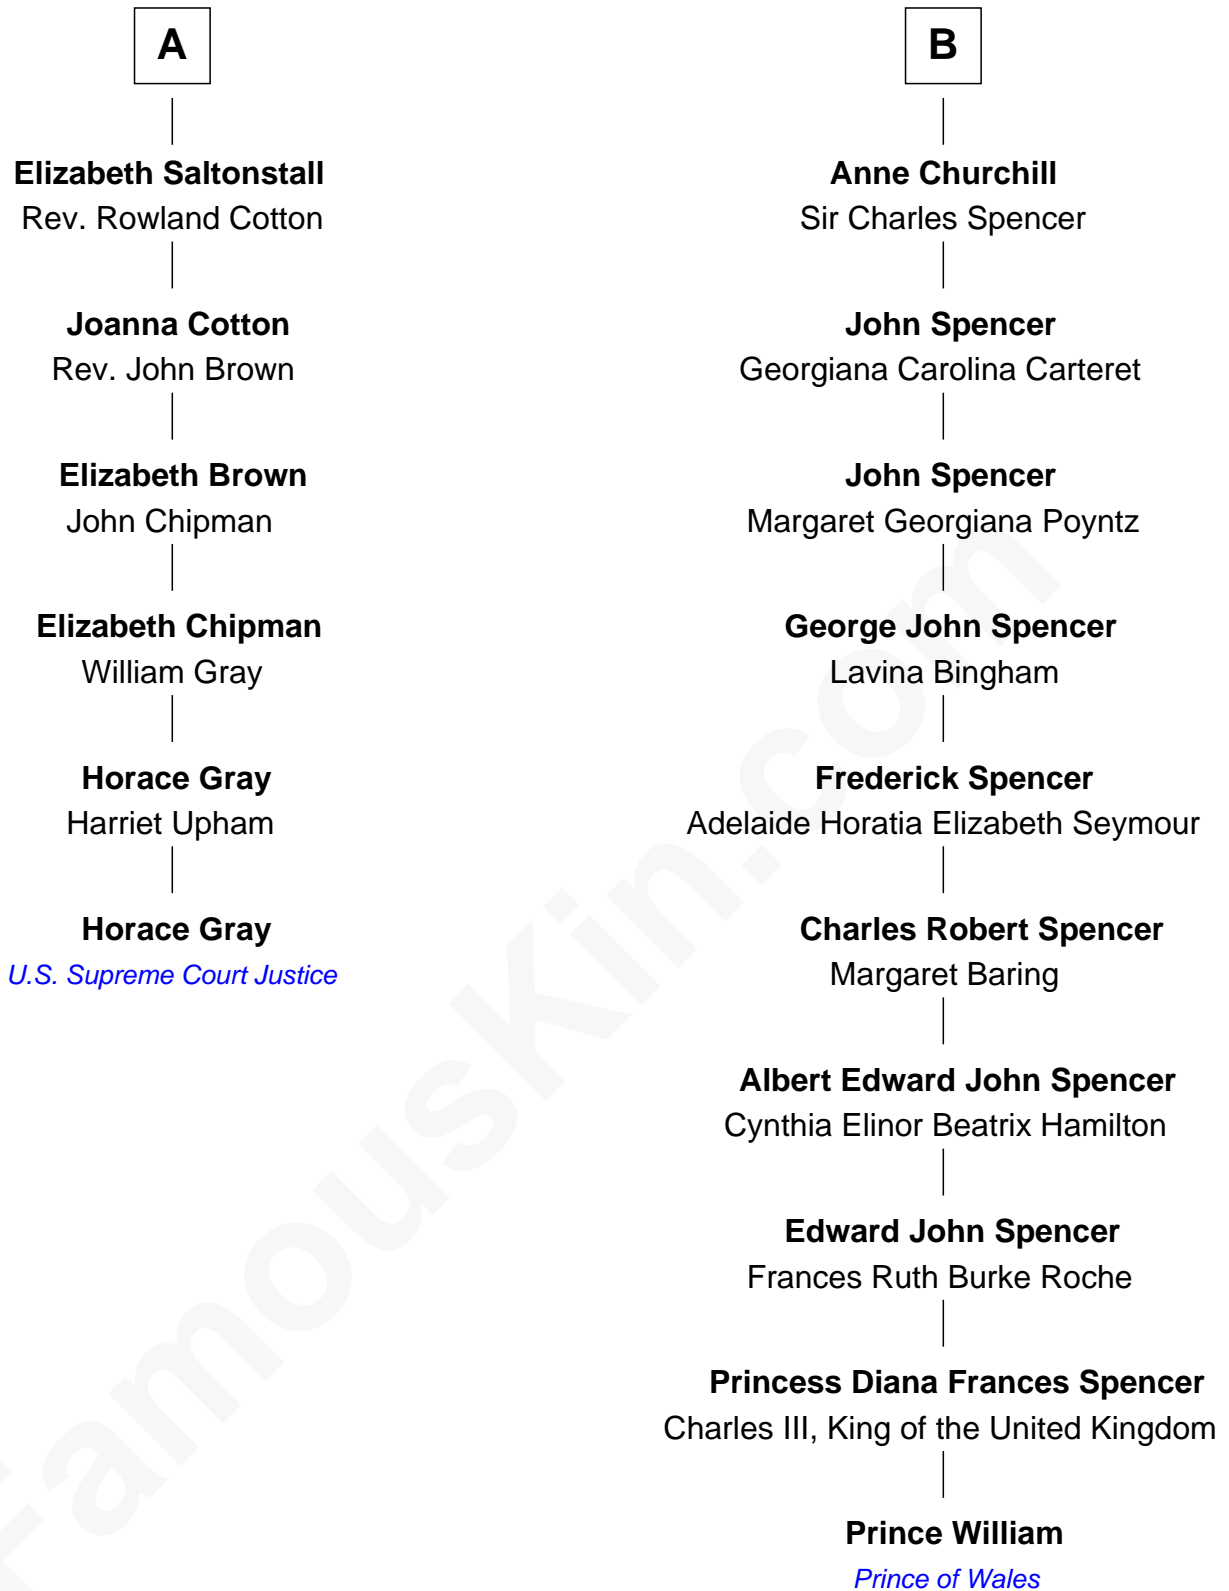 A
Elizabeth Saltonstall
Rev. Rowland Cotton
Joanna Cotton
Rev. John Brown
Elizabeth Brown
John Chipman
Elizabeth Chipman
William Gray
Horace Gray
Harriet Upham
Horace Gray
U.S. Supreme Court Justice
B
Anne Churchill
Sir Charles Spencer
John Spencer
Georgiana Carolina Carteret
John Spencer
Margaret Georgiana Poyntz
George John Spencer
Lavina Bingham
Frederick Spencer
Adelaide Horatia Elizabeth Seymour
Charles Robert Spencer
Margaret Baring
Albert Edward John Spencer
Cynthia Elinor Beatrix Hamilton
Edward John Spencer
Frances Ruth Burke Roche
Princess Diana Frances Spencer
Charles III, King of the United Kingdom
Prince William
Prince of Wales
FamousKin.com